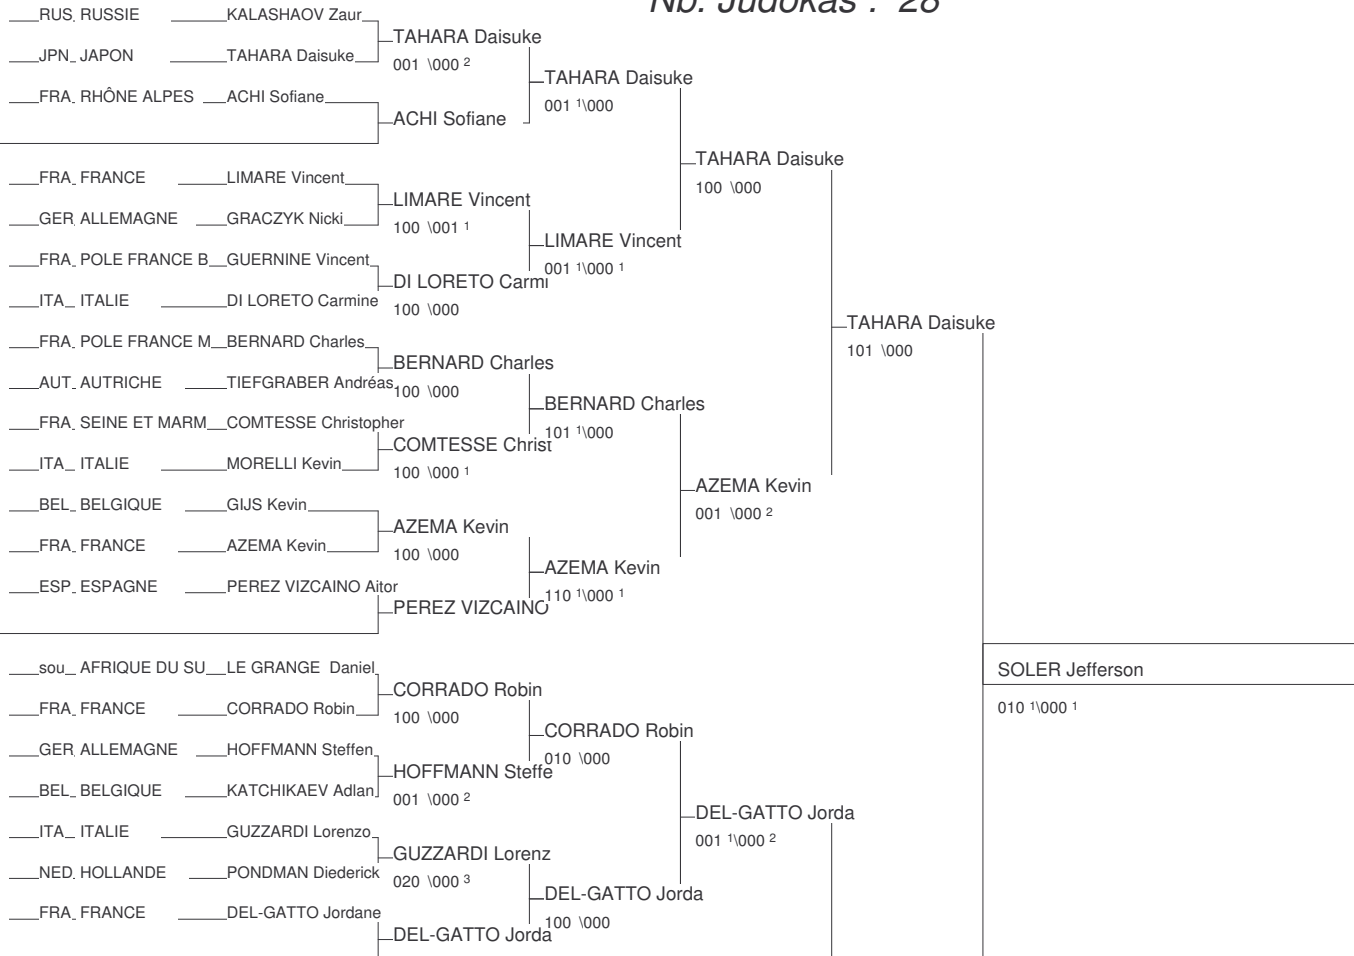 Nb. Judokas : 28
RUS RUSSIE KALASHAOV Zaur
TAHARA Daisuke
JPN JAPON TAHARA Daisuke
001 \000 2
TAHARA Daisuke
FRA RHÔNE ALPES ACHI Sofiane
001 1\000
ACHI Sofiane
TAHARA Daisuke
FRA FRANCE LIMARE Vincent
100 \000
LIMARE Vincent
GER ALLEMAGNE GRACZYK Nicki
100 \001 1
LIMARE Vincent
FRA POLE FRANCE B GUERNINE Vincent
001 1\000 1
DI LORETO Carmi
ITA ITALIE DI LORETO Carmine
100 \000
TAHARA Daisuke
FRA POLE FRANCE M BERNARD Charles
101 \000
BERNARD Charles
AUT AUTRICHE TIEFGRABER Andréas
100 \000
BERNARD Charles
FRA SEINE ET MARM COMTESSE Christopher
101 1\000
COMTESSE Christ
ITA ITALIE MORELLI Kevin
100 \000 1
AZEMA Kevin
BEL BELGIQUE GIJS Kevin
001 \000 2
AZEMA Kevin
FRA FRANCE AZEMA Kevin
100 \000
AZEMA Kevin
ESP ESPAGNE PEREZ VIZCAINO Aitor
110 1\000 1
PEREZ VIZCAINO
sou AFRIQUE DU SU LE GRANGE Daniel
SOLER Jefferson
CORRADO Robin
FRA FRANCE CORRADO Robin
010 1\000 1
100 \000
CORRADO Robin
GER ALLEMAGNE HOFFMANN Steffen
010 \000
HOFFMANN Steffe
BEL BELGIQUE KATCHIKAEV Adlan
001 \000 2
DEL-GATTO Jorda
ITA ITALIE GUZZARDI Lorenzo
001 1\000 2
GUZZARDI Lorenz
NED HOLLANDE PONDMAN Diederick
020 \000 3
DEL-GATTO Jorda
FRA FRANCE DEL-GATTO Jordane
100 \000
DEL-GATTO Jorda